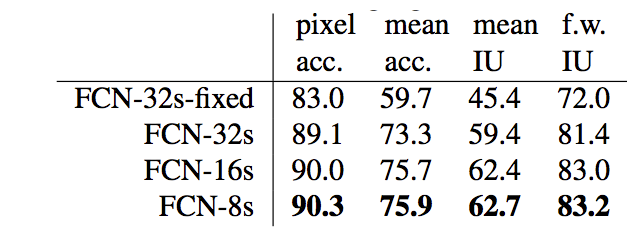 pixel mean mean f.w.
acc. acc. IU IU
FCN-32s-fixed 83.0 59.7 45.4 72.0
FCN-32s 89.1 73.3 59.4 81.4
FCN-16s 90.0 75.7 62.4 83.0
FCN-8s 90.3 75.9 62.7 83.2